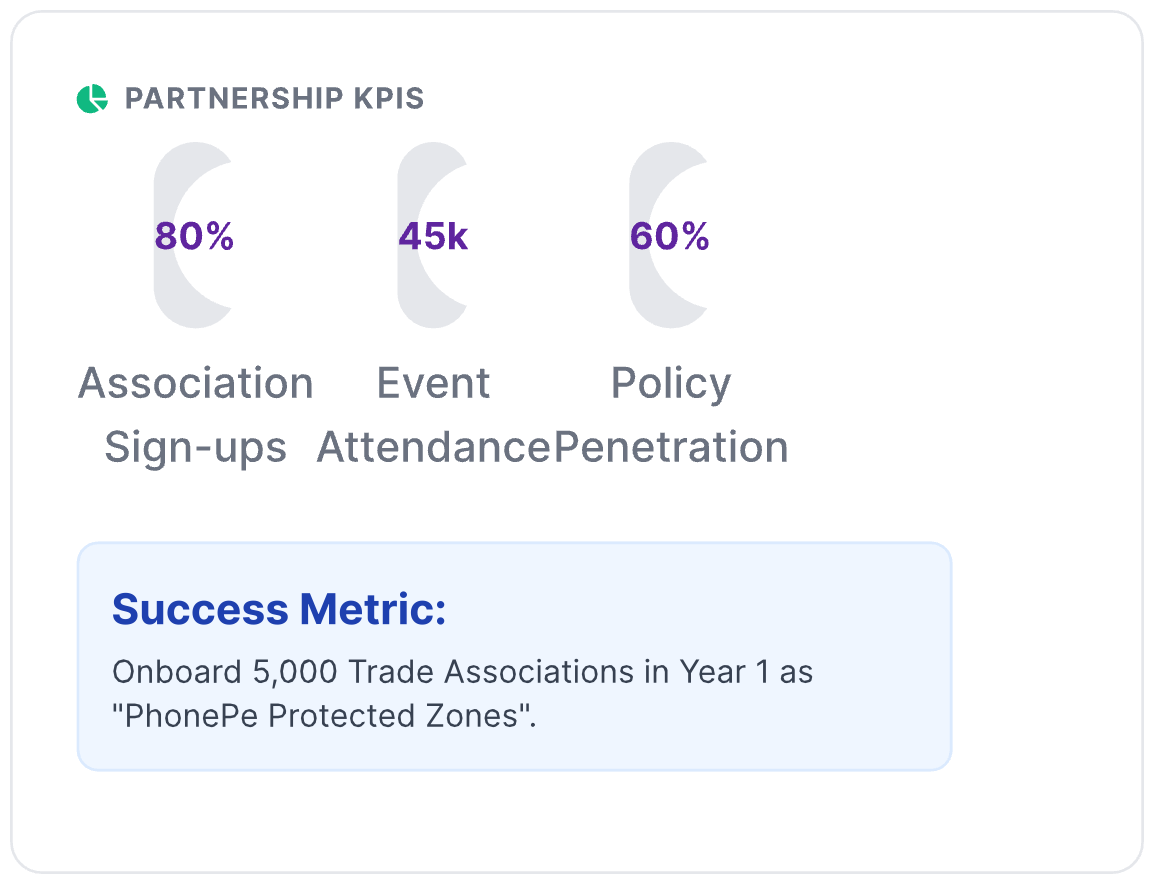 PARTNERSHIP KPIS
80%
45k
60%
Association
Sign-ups
Event
Attendance
Policy
Penetration
Success Metric:
Onboard 5,000 Trade Associations in Year 1 as
"PhonePe Protected Zones".